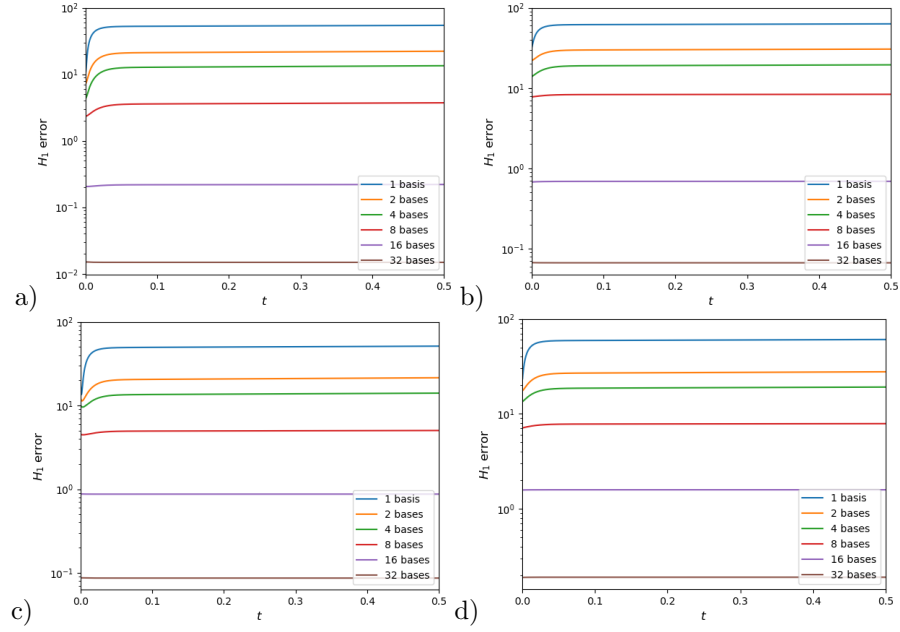 10²
10¹
10⁰
10⁻¹
10⁻²
H₁ error
0.0 0.1 0.2 0.3 0.4 0.5
t
1 basis
2 bases
4 bases
8 bases
16 bases
32 bases
a)
10²
10¹
10⁰
10⁻¹
H₁ error
0.0 0.1 0.2 0.3 0.4 0.5
t
1 basis
2 bases
4 bases
8 bases
16 bases
32 bases
b)
10²
10¹
10⁰
10⁻¹
H₁ error
0.0 0.1 0.2 0.3 0.4 0.5
t
1 basis
2 bases
4 bases
8 bases
16 bases
32 bases
c)
10²
10¹
10⁰
H₁ error
0.0 0.1 0.2 0.3 0.4 0.5
t
1 basis
2 bases
4 bases
8 bases
16 bases
32 bases
d)